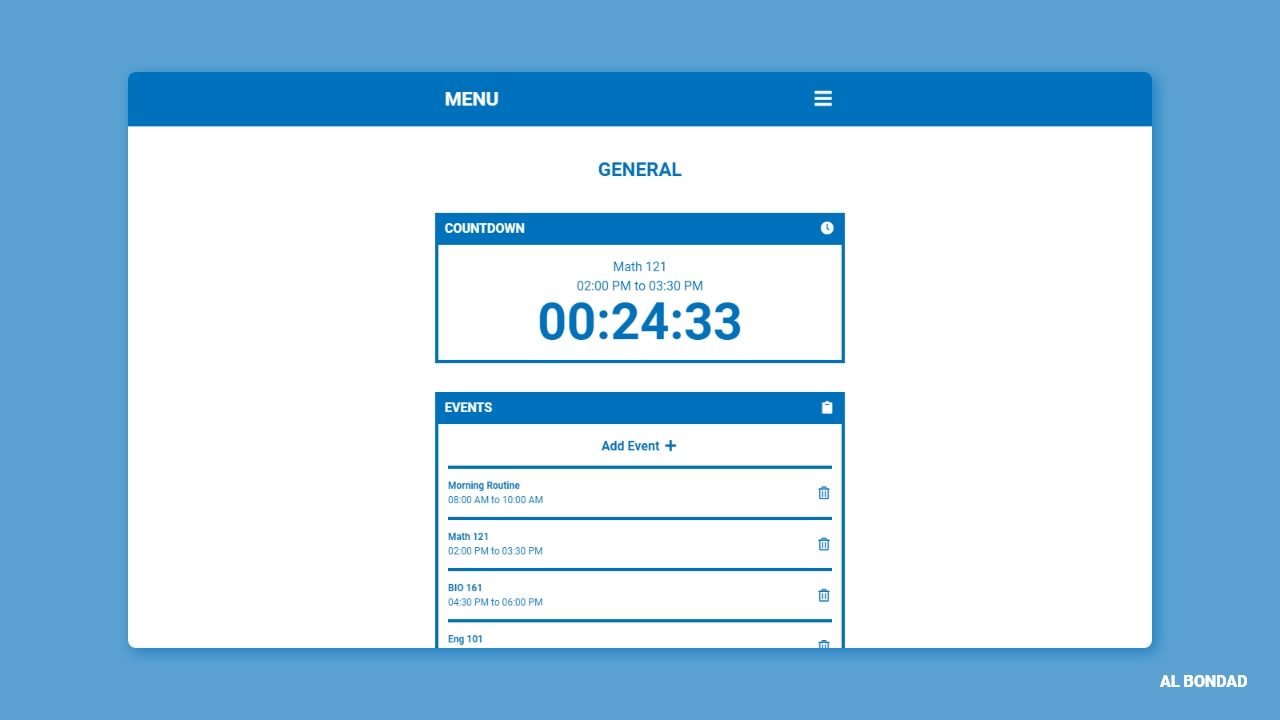 MENU
GENERAL
COUNTDOWN
Math 121
02:00 PM to 03:30 PM
00:24:33
EVENTS
Add Event
Morning Routine
08:00 AM to 10:00 AM
Math 121
02:00 PM to 03:30 PM
BIO 161
04:30 PM to 06:00 PM
Eng 101
AL BONDAD